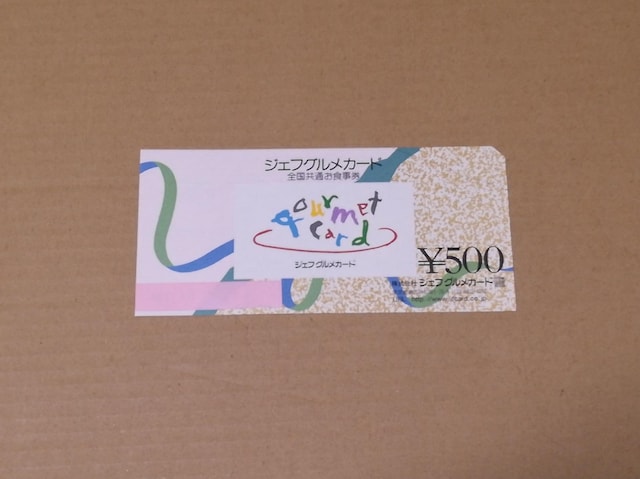 ジェフグルメカード
全国共通お食事券
gourmet
card
ジェフグルメカード
¥500
株式会社 ジェフグルメカード